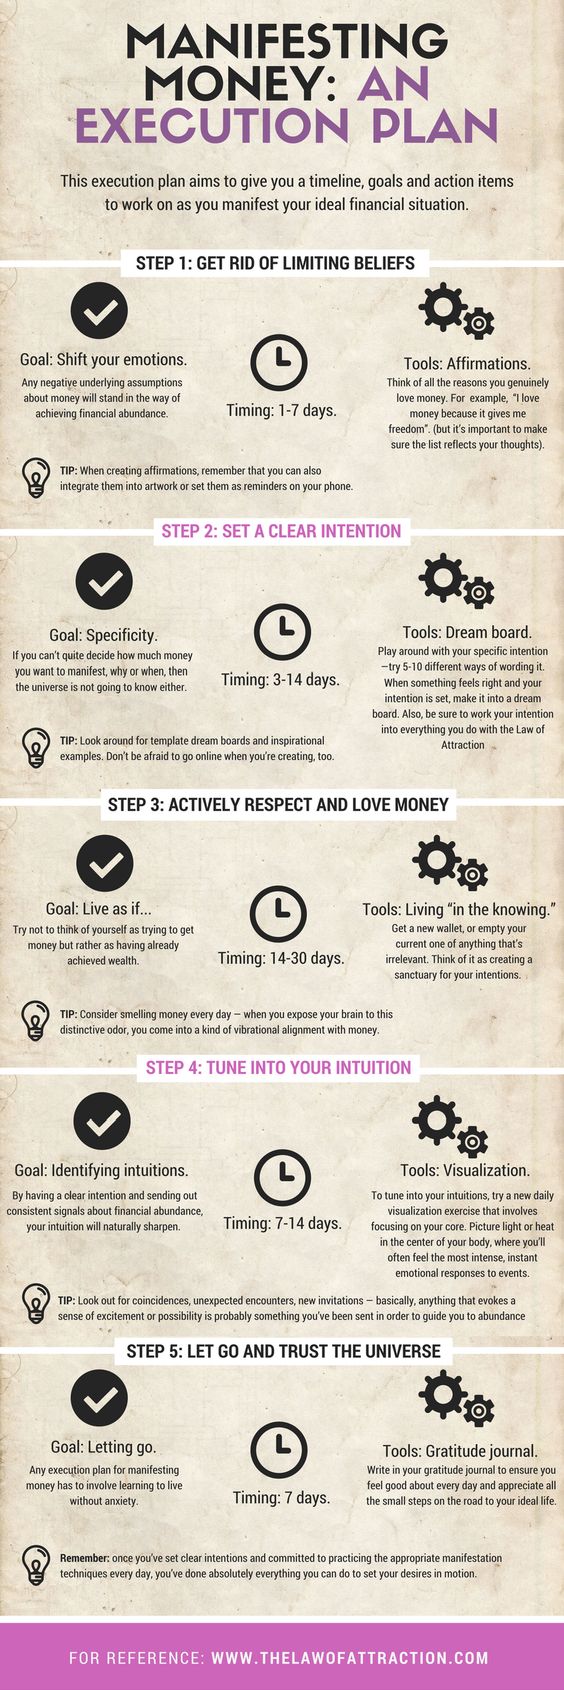 MANIFESTING
MONEY: AN
EXECUTION PLAN
This execution plan aims to give you a timeline, goals and action items
to work on as you manifest your ideal financial situation.
STEP 1: GET RID OF LIMITING BELIEFS
Goal: Shift your emotions.
Any negative underlying assumptions
about money will stand in the way of
achieving financial abundance.
Timing: 1-7 days.
Tools: Affirmations.
Think of all the reasons you genuinely
love money. For example, "I love
money because it gives me
freedom". (but it's important to make
sure the list reflects your thoughts).
TIP: When creating affirmations, remember that you can also
integrate them into artwork or set them as reminders on your phone.
STEP 2: SET A CLEAR INTENTION
Goal: Specificity.
If you can't quite decide how much money
you want to manifest, why or when, then
the universe is not going to know either.
Timing: 3-14 days.
Tools: Dream board.
Play around with your specific intention
—try 5-10 different ways of wording it.
When something feels right and your
intention is set, make it into a dream
board. Also, be sure to work your intention
into everything you do with the Law of
Attraction
TIP: Look around for template dream boards and inspirational
examples. Don't be afraid to go online when you're creating, too.
STEP 3: ACTIVELY RESPECT AND LOVE MONEY
Goal: Live as if...
Try not to think of yourself as trying to get
money but rather as having already
achieved wealth.
Timing: 14-30 days.
Tools: Living "in the knowing."
Get a new wallet, or empty your
current one of anything that's
irrelevant. Think of it as creating a
sanctuary for your intentions.
TIP: Consider smelling money every day — when you expose your brain to this
distinctive odor, you come into a kind of vibrational alignment with money.
STEP 4: TUNE INTO YOUR INTUITION
Goal: Identifying intuitions.
By having a clear intention and sending out
consistent signals about financial abundance,
your intuition will naturally sharpen.
Timing: 7-14 days.
Tools: Visualization.
To tune into your intuitions, try a new daily
visualization exercise that involves
focusing on your core. Picture light or heat
in the center of your body, where you'll
often feel the most intense, instant
emotional responses to events.
TIP: Look out for coincidences, unexpected encounters, new invitations — basically, anything that evokes a
sense of excitement or possibility is probably something you've been sent in order to guide you to abundance
STEP 5: LET GO AND TRUST THE UNIVERSE
Goal: Letting go.
Any execution plan for manifesting
money has to involve learning to live
without anxiety.
Timing: 7 days.
Tools: Gratitude journal.
Write in your gratitude journal to ensure you
feel good about every day and appreciate all
the small steps on the road to your ideal life.
Remember: once you've set clear intentions and committed to practicing the appropriate manifestation
techniques every day, you've done absolutely everything you can do to set your desires in motion.
FOR REFERENCE: WWW.THELAWOFATTRACTION.COM